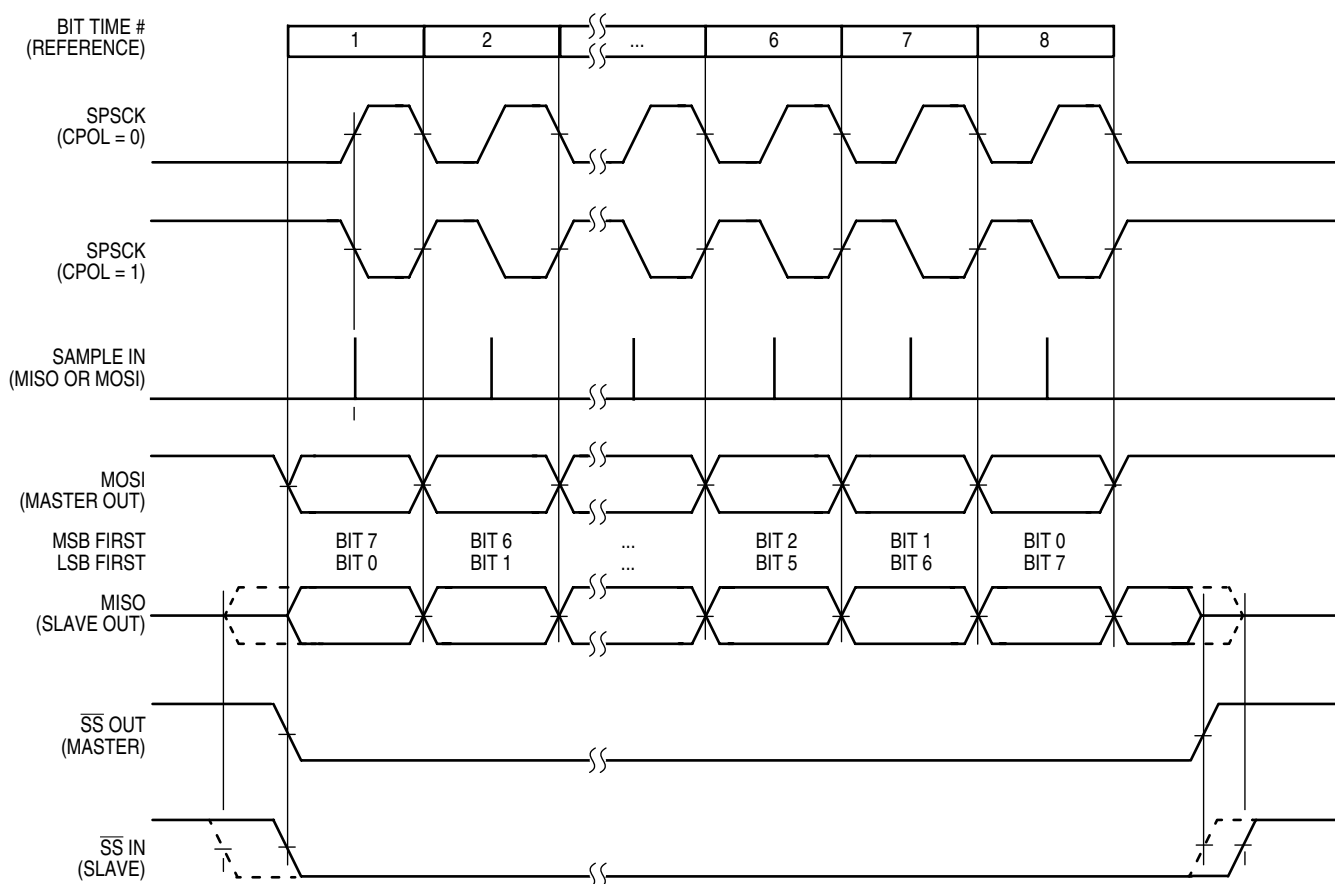 BIT TIME #
(REFERENCE)
1 2 ... 6 7 8
SPSCK
(CPOL = 0)
SPSCK
(CPOL = 1)
SAMPLE IN
(MISO OR MOSI)
MOSI
(MASTER OUT)
MSB FIRST BIT 7 BIT 6 ... BIT 2 BIT 1 BIT 0
LSB FIRST BIT 0 BIT 1 ... BIT 5 BIT 6 BIT 7
MISO
(SLAVE OUT)
S̅S̅ OUT
(MASTER)
S̅S̅ IN
(SLAVE)